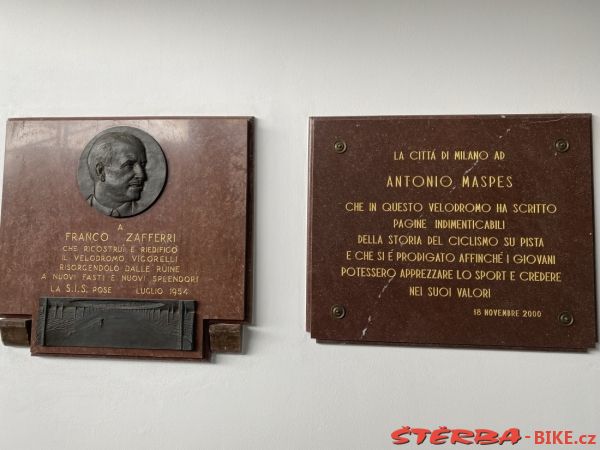 A
FRANCO ZAFFERRI
CHE RICOSTRUÌ E RIEDIFICÒ
IL VELODROMO VIGORELLI
RISORGENDOLO DALLE RUINE
A NUOVI FASTI E NUOVI SPLENDORI
LA S.I.S. POSE LUGLIO 1954
LA CITTÁ DI MILANO AD
ANTONIO MASPES
CHE IN QUESTO VELODROMO HA SCRITTO
PAGINE INDIMENTICABILI
DELLA STORIA DEL CICLISMO SU PISTA
E CHE SI É PRODIGATO AFFINCHÉ I GIOVANI
POTESSERO APPREZZARE LO SPORT E CREDERE
NEI SUOI VALORI
18 NOVEMBRE 2000
ŠTĚRBA-BIKE.cz